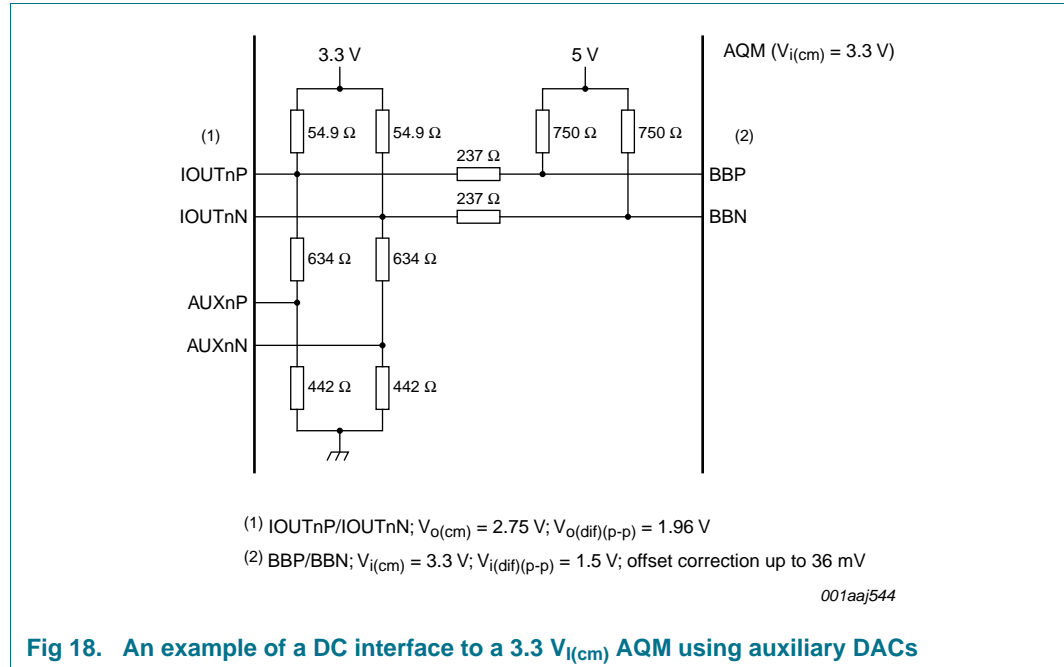 3.3 V
5 V
AQM (Vi(cm) = 3.3 V)
(1)
54.9 Ω
54.9 Ω
750 Ω
750 Ω
(2)
237 Ω
IOUTnP
BBP
237 Ω
IOUTnN
BBN
634 Ω
634 Ω
AUXnP
AUXnN
442 Ω
442 Ω
(1) IOUTnP/IOUTnN; Vo(cm) = 2.75 V; Vo(dif)(p-p) = 1.96 V
(2) BBP/BBN; Vi(cm) = 3.3 V; Vi(dif)(p-p) = 1.5 V; offset correction up to 36 mV
001aaj544
Fig 18. An example of a DC interface to a 3.3 VI(cm) AQM using auxiliary DACs